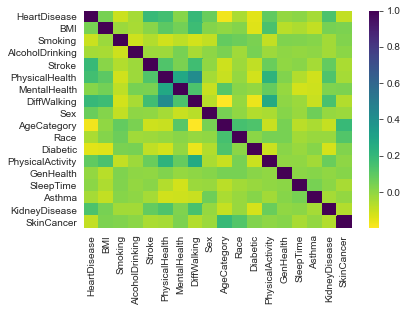 HeartDisease
BMI
Smoking
AlcoholDrinking
Stroke
PhysicalHealth
MentalHealth
DiffWalking
Sex
AgeCategory
Race
Diabetic
PhysicalActivity
GenHealth
SleepTime
Asthma
KidneyDisease
SkinCancer
HeartDisease
BMI
Smoking
AlcoholDrinking
Stroke
PhysicalHealth
MentalHealth
DiffWalking
Sex
AgeCategory
Race
Diabetic
PhysicalActivity
GenHealth
SleepTime
Asthma
KidneyDisease
SkinCancer
1.0
0.8
0.6
0.4
0.2
0.0